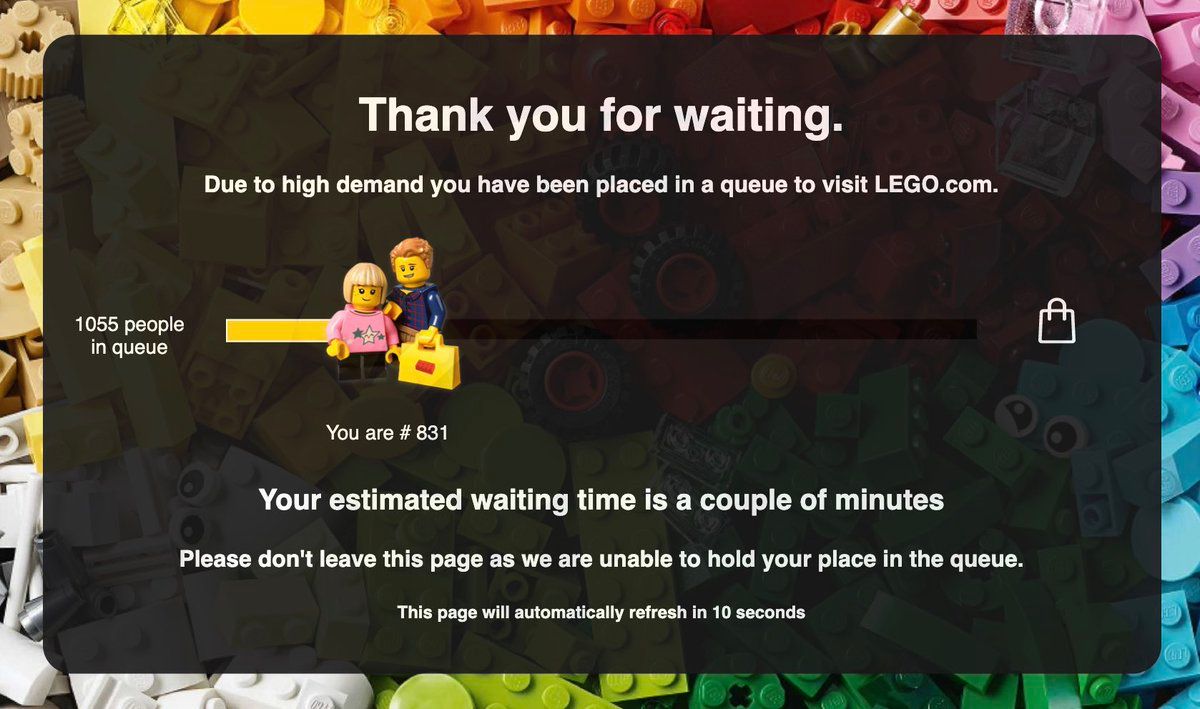 Thank you for waiting.
Due to high demand you have been placed in a queue to visit LEGO.com.
1055 people
in queue
You are # 831
Your estimated waiting time is a couple of minutes
Please don't leave this page as we are unable to hold your place in the queue.
This page will automatically refresh in 10 seconds